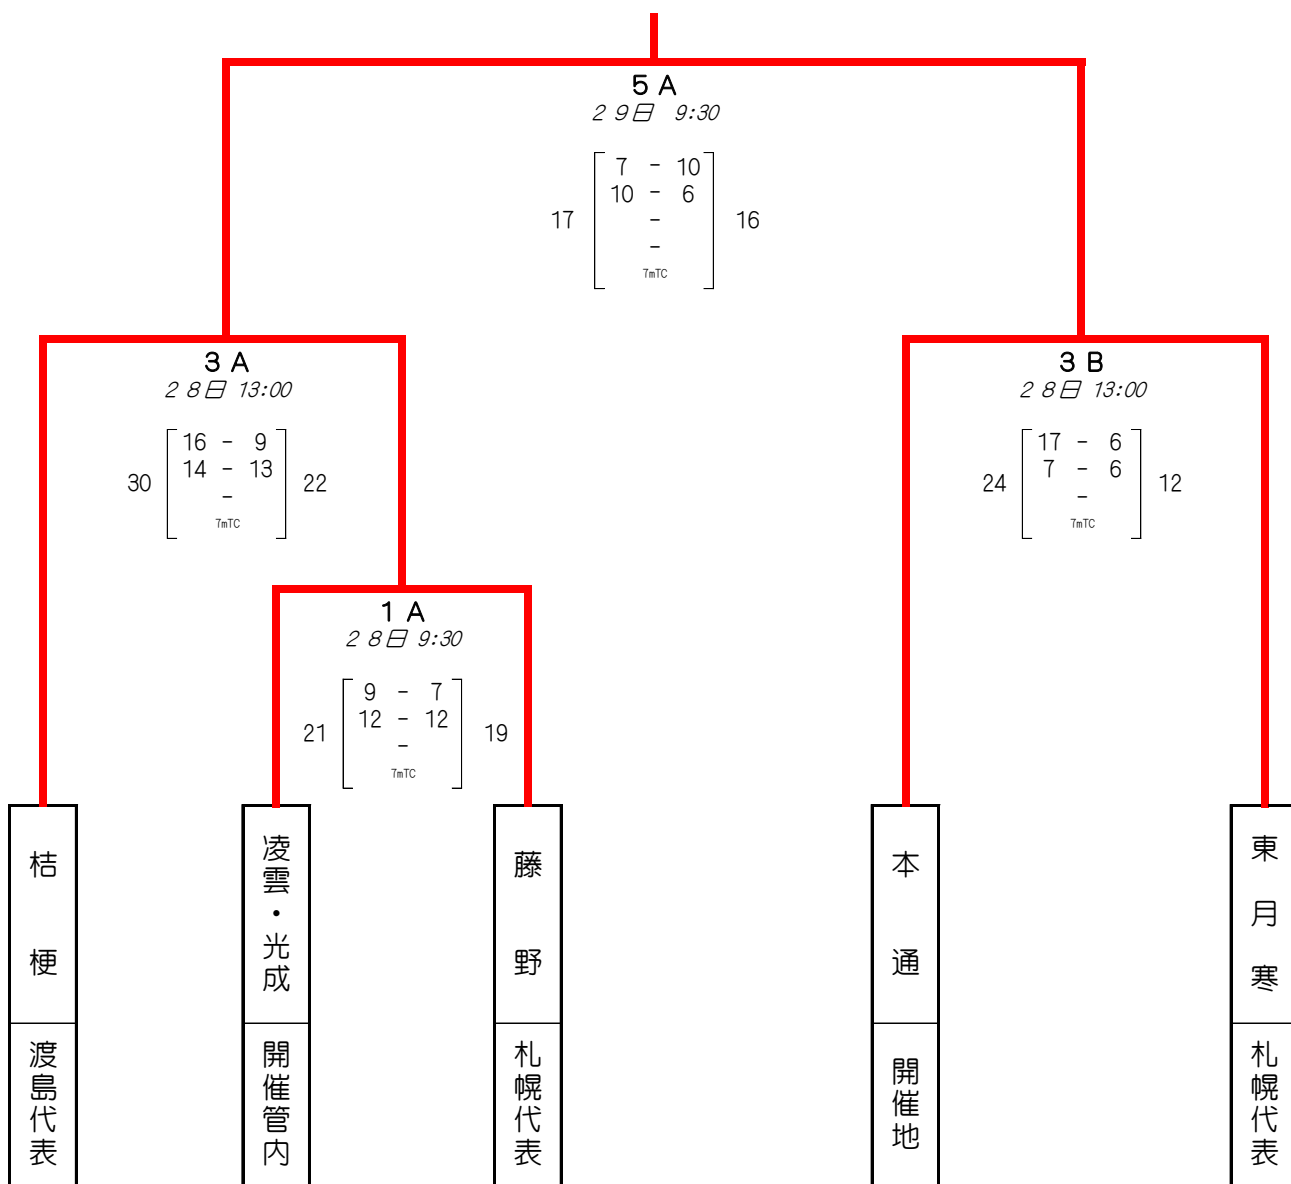 5 A
29日 9:30
7 - 10
10 - 6
17 - 16
-
7mTC
3 A
28日 13:00
16 - 9
14 - 13
30 - 22
7mTC
3 B
28日 13:00
17 - 6
7 - 6
24 - 12
7mTC
1 A
28日 9:30
9 - 7
12 - 12
21 - 19
7mTC
桔梗
渡島代表
凌雲・光成
開催管内
藤野
札幌代表
本通
開催地
東月寒
札幌代表